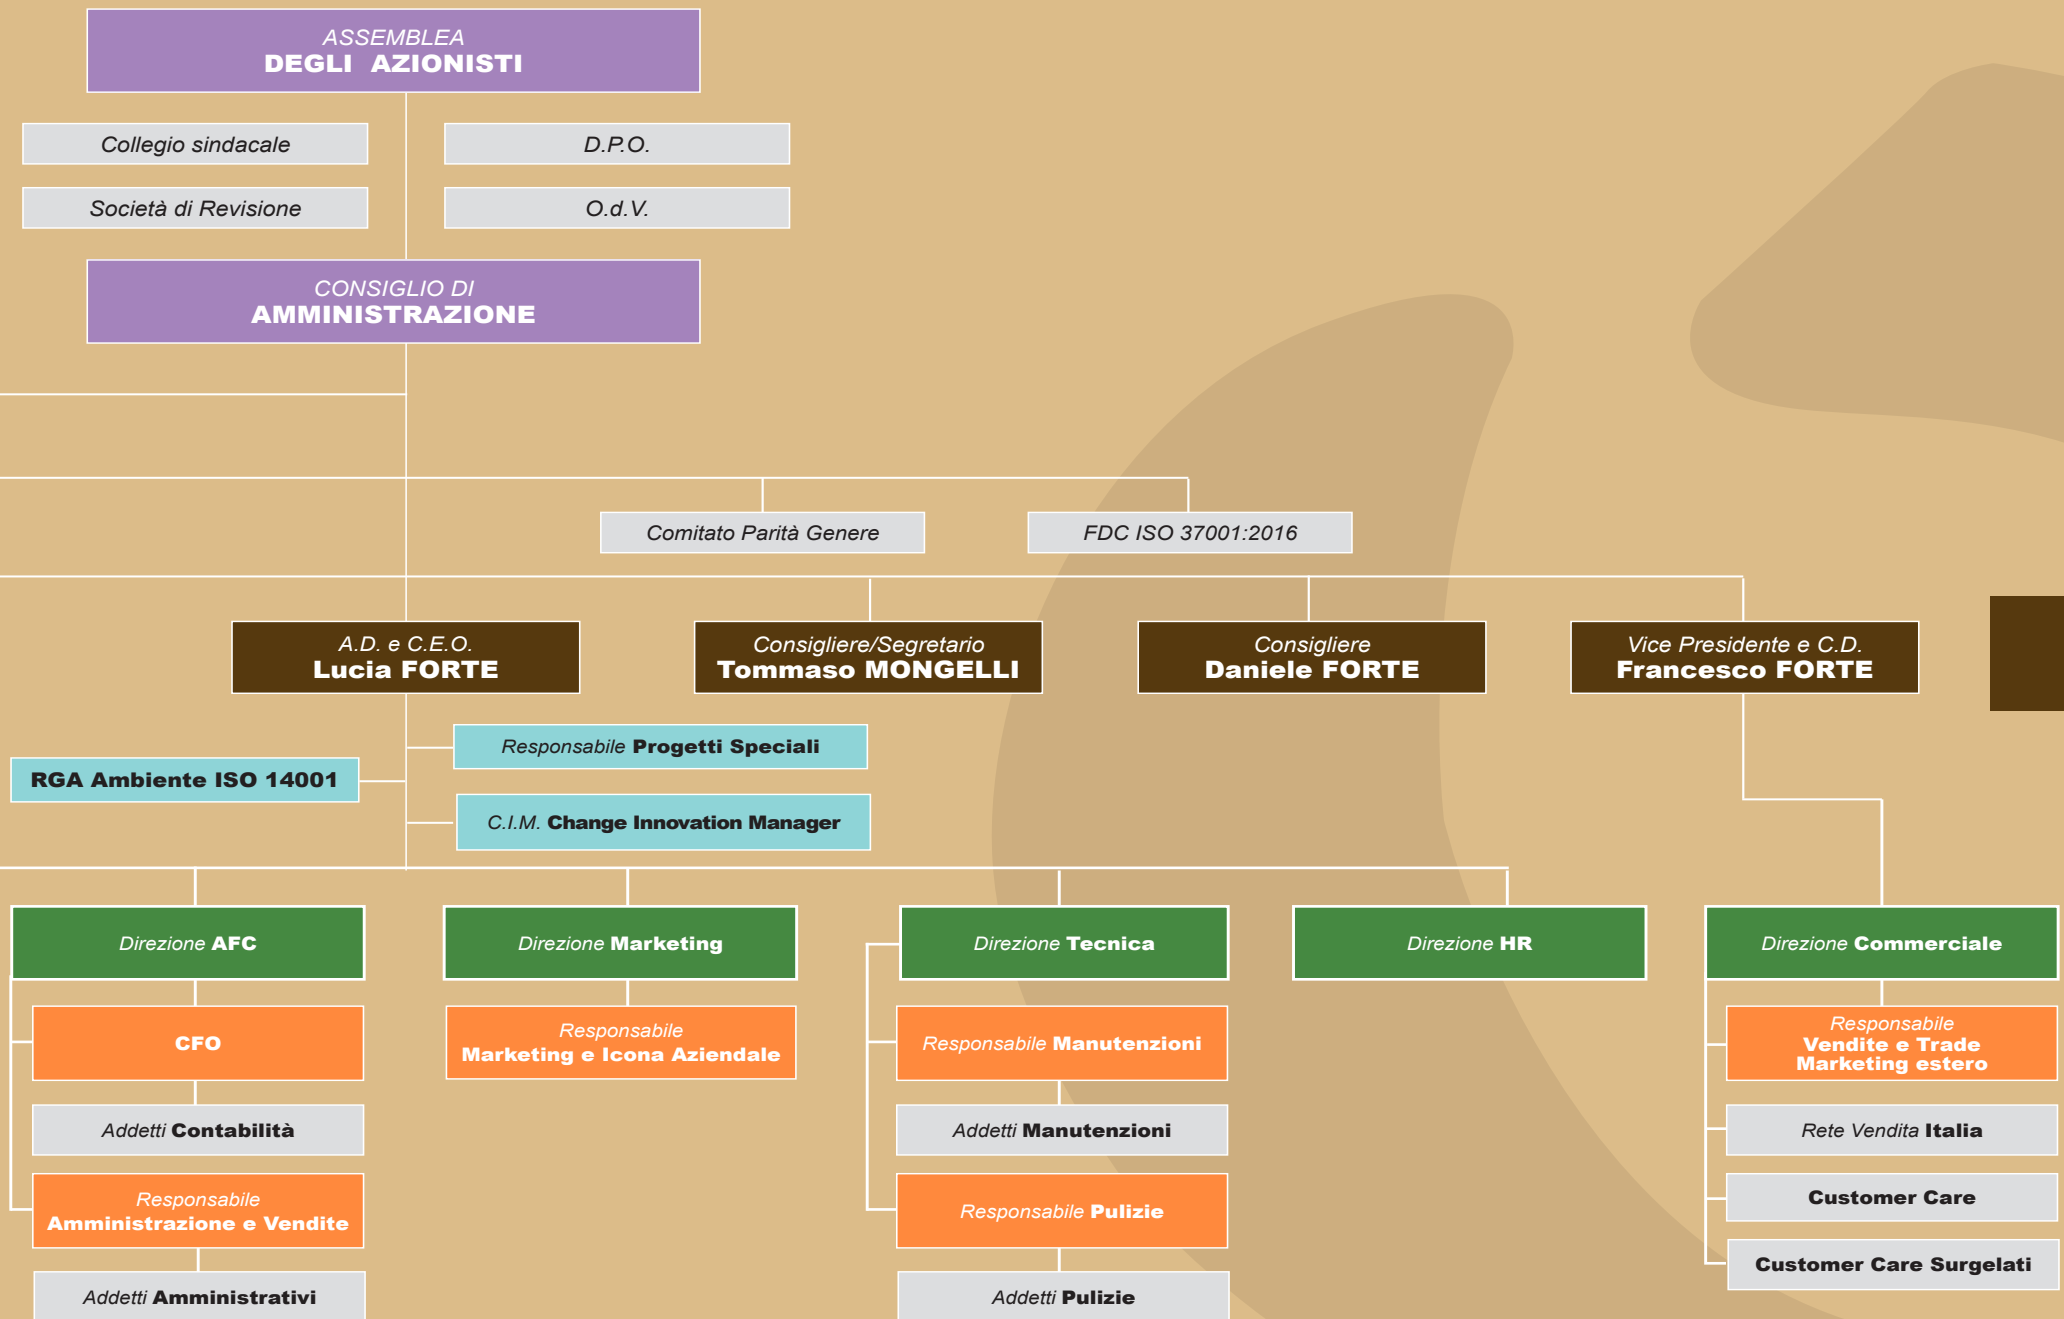 ASSEMBLEA
DEGLI AZIONISTI
Collegio sindacale
D.P.O.
Società di Revisione
O.d.V.
CONSIGLIO DI
AMMINISTRAZIONE
Comitato Parità Genere
FDC ISO 37001:2016
A.D. e C.E.O.
Lucia FORTE
Consigliere/Segretario
Tommaso MONGELLI
Consigliere
Daniele FORTE
Vice Presidente e C.D.
Francesco FORTE
Responsabile Progetti Speciali
RGA Ambiente ISO 14001
C.I.M. Change Innovation Manager
Direzione AFC
Direzione Marketing
Direzione Tecnica
Direzione HR
Direzione Commerciale
CFO
Responsabile
Marketing e Icona Aziendale
Responsabile Manutenzioni
Responsabile
Vendite e Trade
Marketing estero
Addetti Contabilità
Addetti Manutenzioni
Rete Vendita Italia
Responsabile
Amministrazione e Vendite
Responsabile Pulizie
Customer Care
Customer Care Surgelati
Addetti Amministrativi
Addetti Pulizie